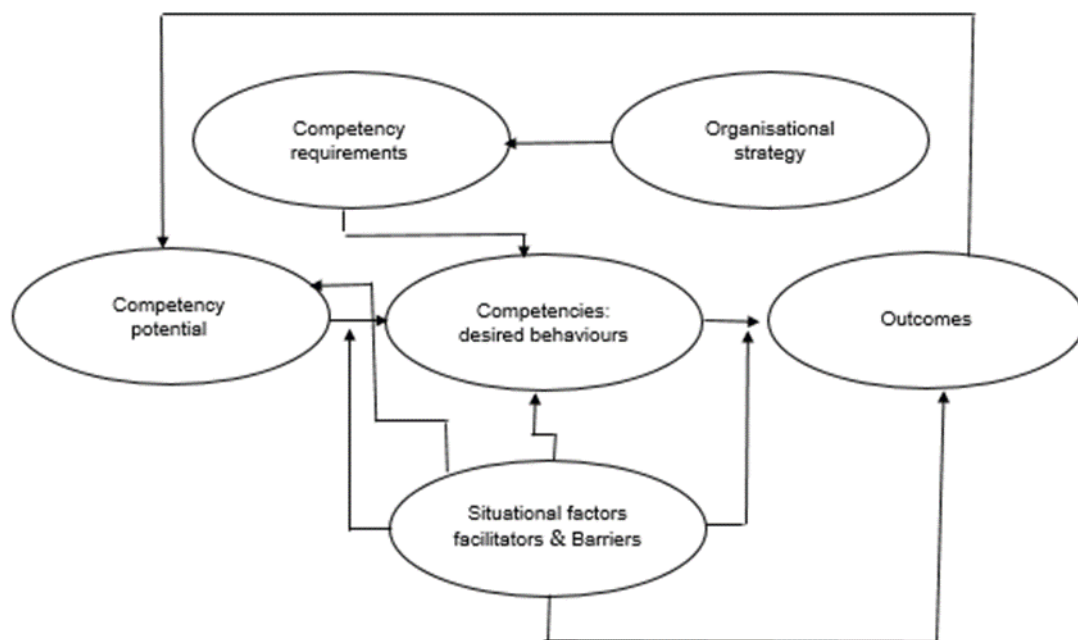 Competency
requirements
Organisational
strategy
Competency
potential
Competencies:
desired behaviours
Outcomes
Situational factors
facilitators & Barriers